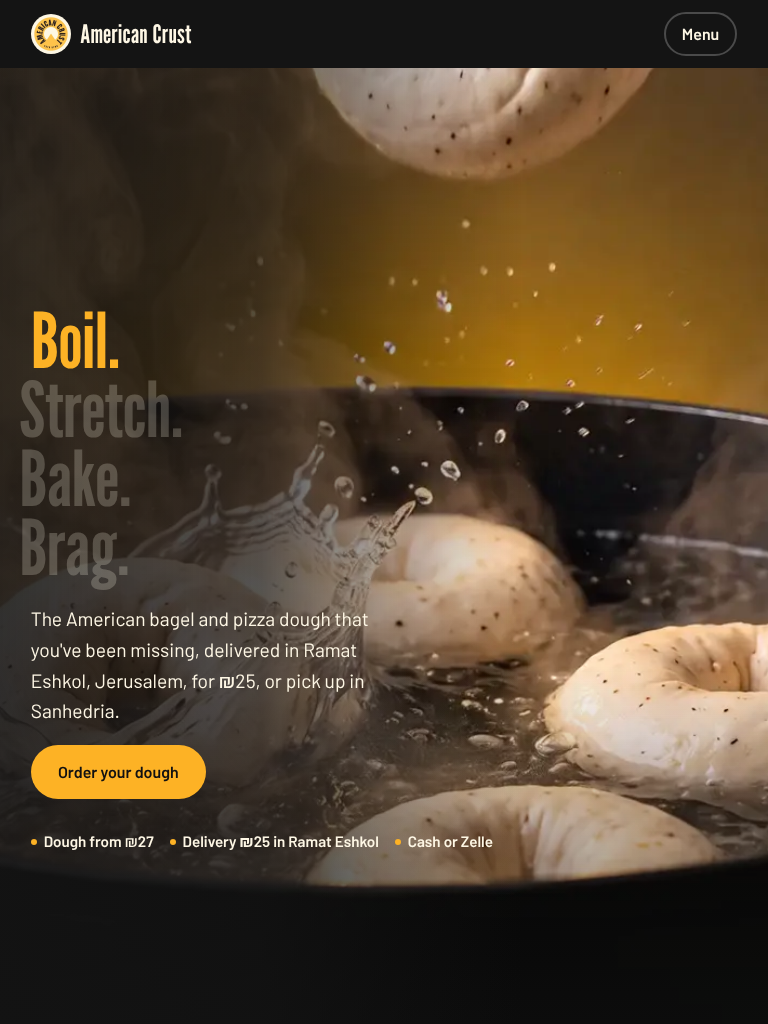 AMERICAN CRUST
American Crust
Menu
Boil.
Stretch.
Bake.
Brag.
The American bagel and pizza dough that
you've been missing, delivered in Ramat
Eshkol, Jerusalem, for ₪25, or pick up in
Sanhedria.
Order your dough
Dough from ₪27
Delivery ₪25 in Ramat Eshkol
Cash or Zelle